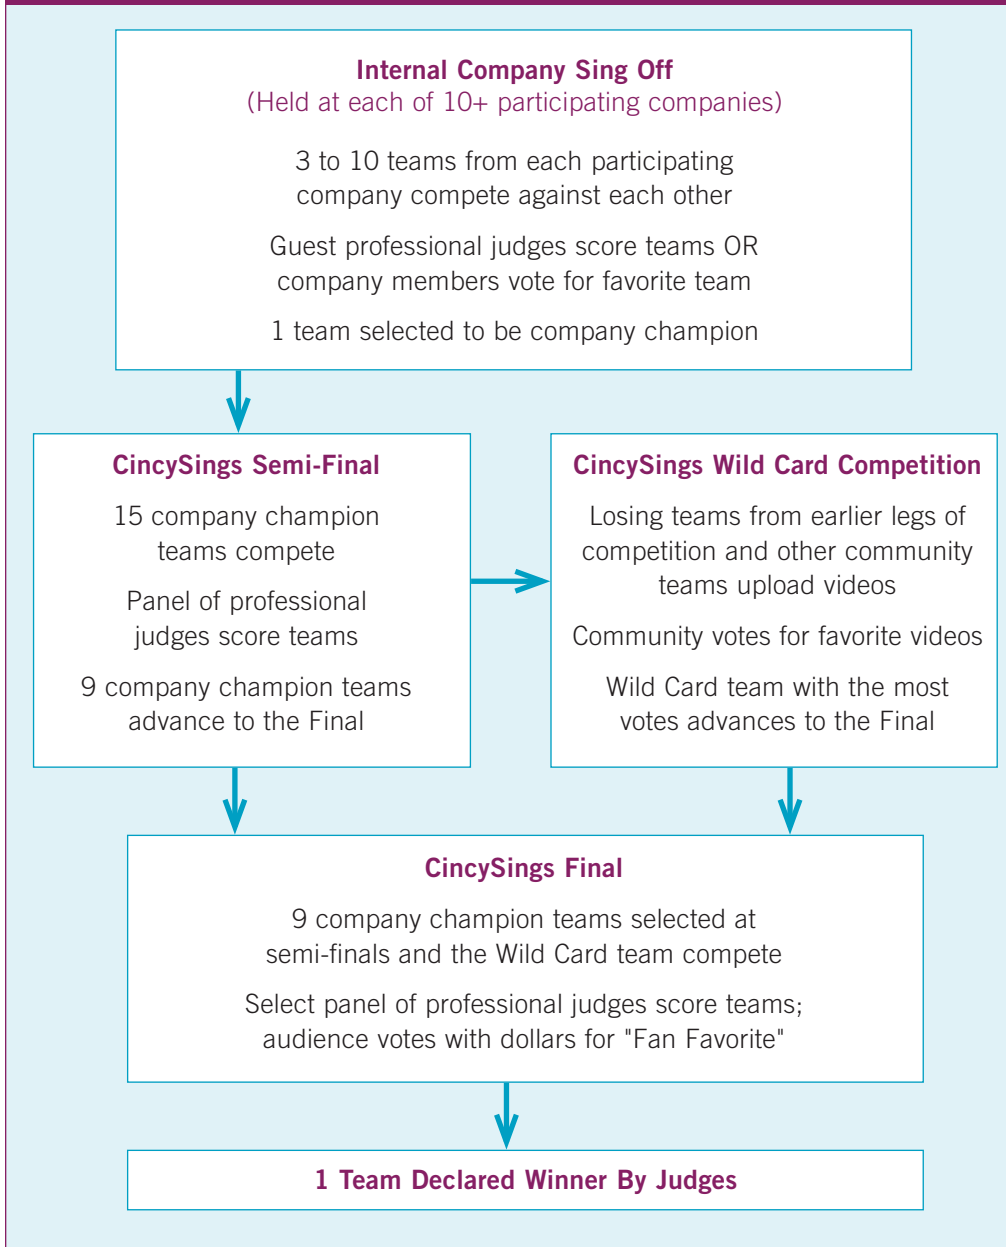 Internal Company Sing Off
(Held at each of 10+ participating companies)
3 to 10 teams from each participating
company compete against each other
Guest professional judges score teams OR
company members vote for favorite team
1 team selected to be company champion
CincySings Semi-Final
15 company champion
teams compete
Panel of professional
judges score teams
9 company champion teams
advance to the Final
CincySings Wild Card Competition
Losing teams from earlier legs of
competition and other community
teams upload videos
Community votes for favorite videos
Wild Card team with the most
votes advances to the Final
CincySings Final
9 company champion teams selected at
semi-finals and the Wild Card team compete
Select panel of professional judges score teams;
audience votes with dollars for "Fan Favorite"
1 Team Declared Winner By Judges